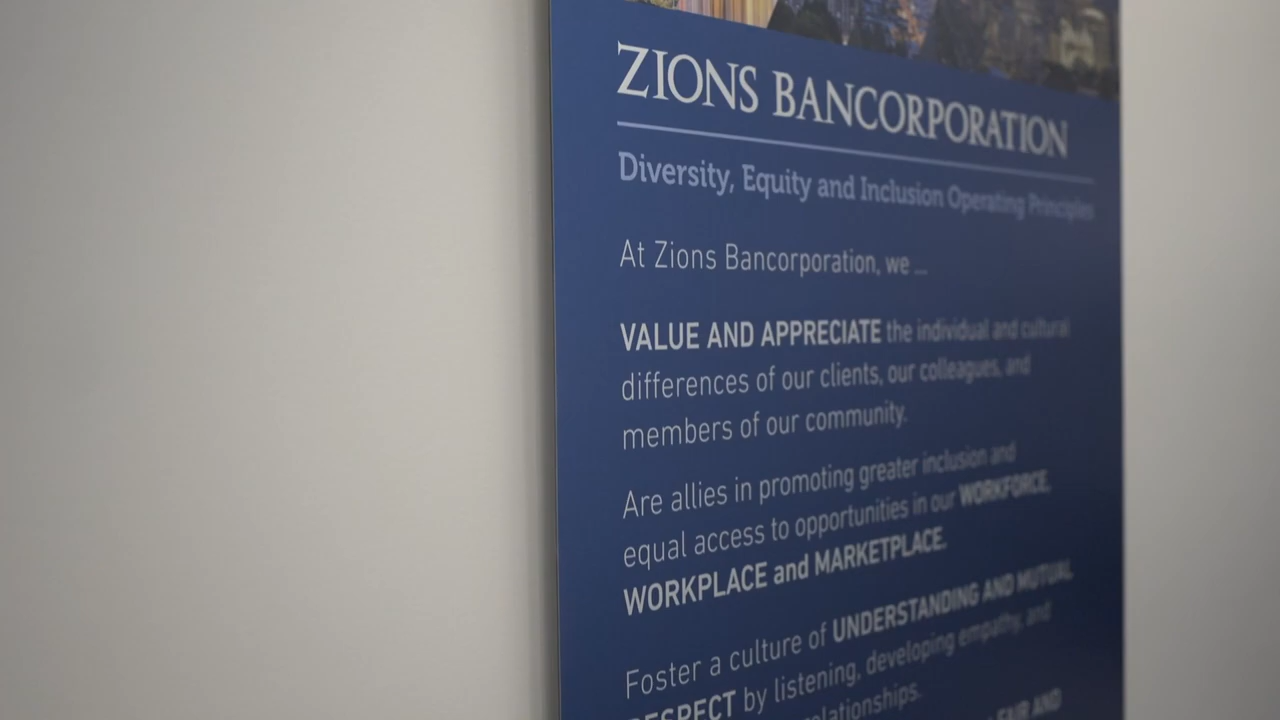 ZIONS BANCORPORATION
Diversity, Equity and Inclusion Operating Principles
At Zions Bancorporation, we ...
VALUE AND APPRECIATE the individual and cultural
differences of our clients, our colleagues, and
members of our community.
Are allies in promoting greater inclusion and
equal access to opportunities in our WORKFORCE,
WORKPLACE and MARKETPLACE.
Foster a culture of UNDERSTANDING AND MUTUAL
RESPECT by listening, developing empathy, and
relationships.
FAIR AND